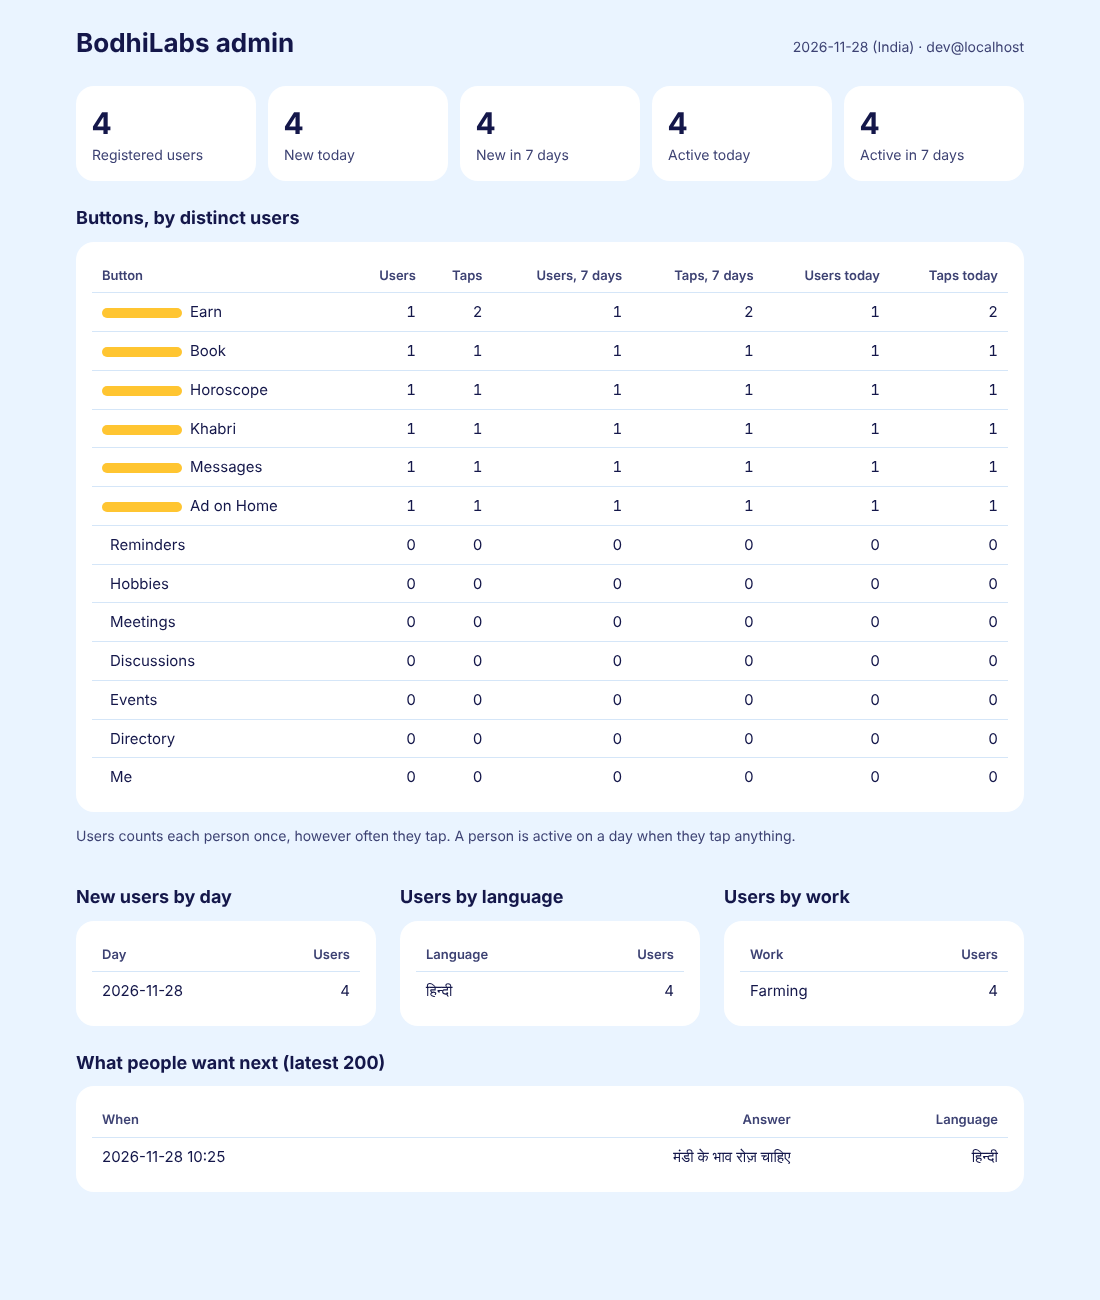 BodhiLabs admin
2026-11-28 (India) · dev@localhost
4 4 4 4 4
Registered users New today New in 7 days Active today Active in 7 days
Buttons, by distinct users
Button Users Taps Users, 7 days Taps, 7 days Users today Taps today
Earn 1 2 1 2 1 2
Book 1 1 1 1 1 1
Horoscope 1 1 1 1 1 1
Khabri 1 1 1 1 1 1
Messages 1 1 1 1 1 1
Ad on Home 1 1 1 1 1 1
Reminders 0 0 0 0 0 0
Hobbies 0 0 0 0 0 0
Meetings 0 0 0 0 0 0
Discussions 0 0 0 0 0 0
Events 0 0 0 0 0 0
Directory 0 0 0 0 0 0
Me 0 0 0 0 0 0
Users counts each person once, however often they tap. A person is active on a day when they tap anything.
New users by day
Day Users
2026-11-28 4
Users by language
Language Users
हिन्दी 4
Users by work
Work Users
Farming 4
What people want next (latest 200)
When Answer Language
2026-11-28 10:25 मंडी के भाव रोज़ चाहिए हिन्दी